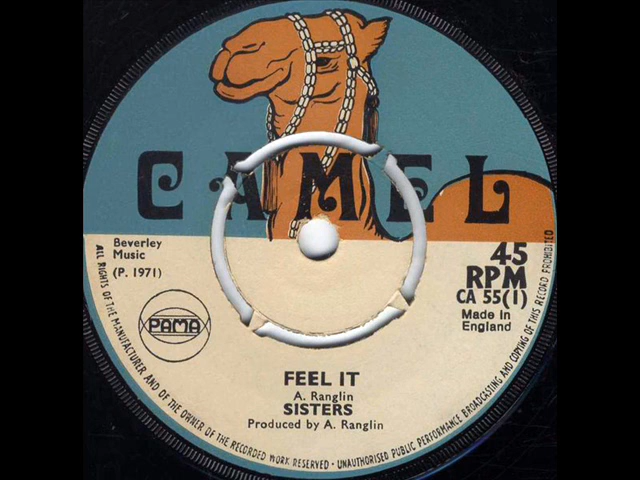 CAMEL
Beverley
Music
(P. 1971)
45
RPM
CA 55(1)
Made in
England
PAMA
FEEL IT
A. Ranglin
SISTERS
Produced by A. Ranglin
ALL RIGHTS OF THE MANUFACTURER AND OF THE OWNER OF THE RECORDED WORK RESERVED · UNAUTHORISED PUBLIC PERFORMANCE BROADCASTING AND COPYING OF THIS RECORD PROHIBITED